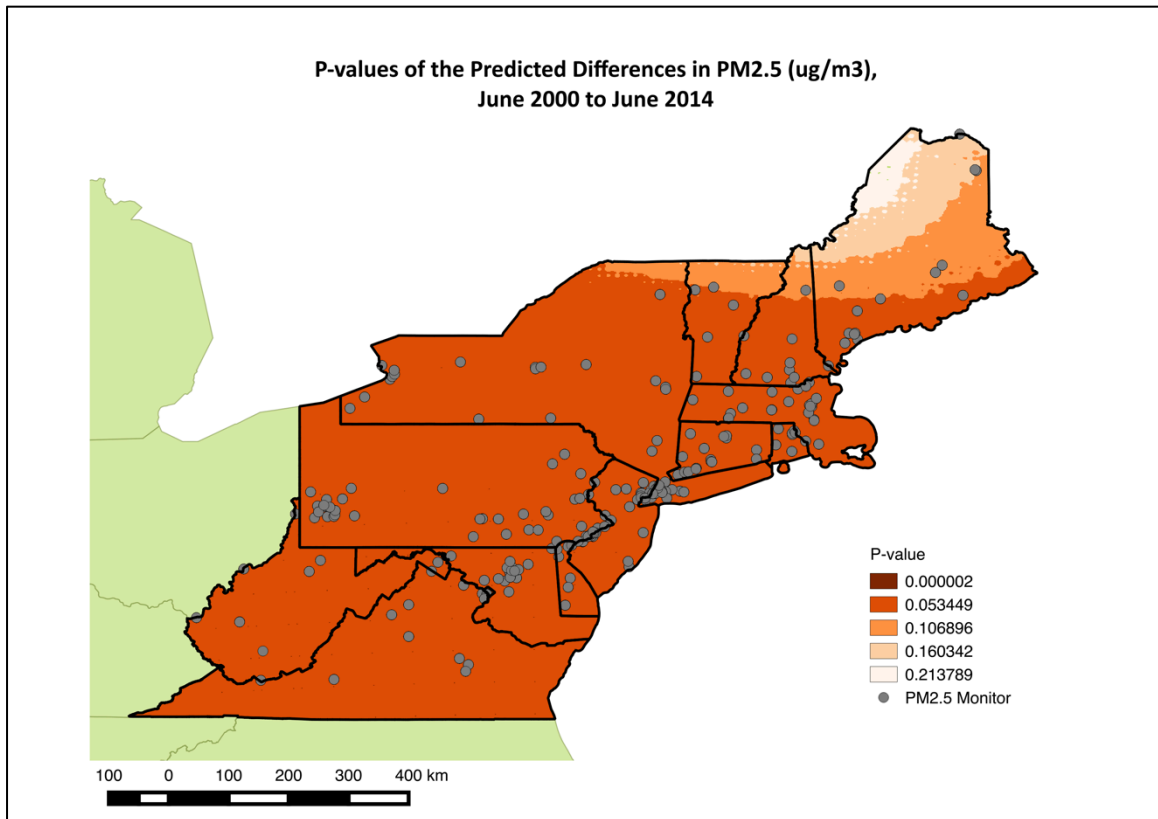 P-values of the Predicted Differences in PM2.5 (ug/m3),
June 2000 to June 2014
P-value
0.000002
0.053449
0.106896
0.160342
0.213789
PM2.5 Monitor
100 0 100 200 300 400 km